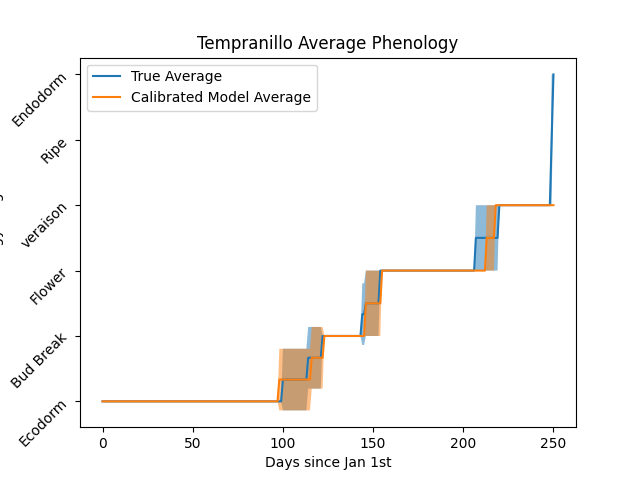 Tempranillo Average Phenology
True Average
Calibrated Model Average
Endodorm
Ripe
veraison
Flower
Bud Break
Ecodorm
0 50 100 150 200 250
Days since Jan 1st